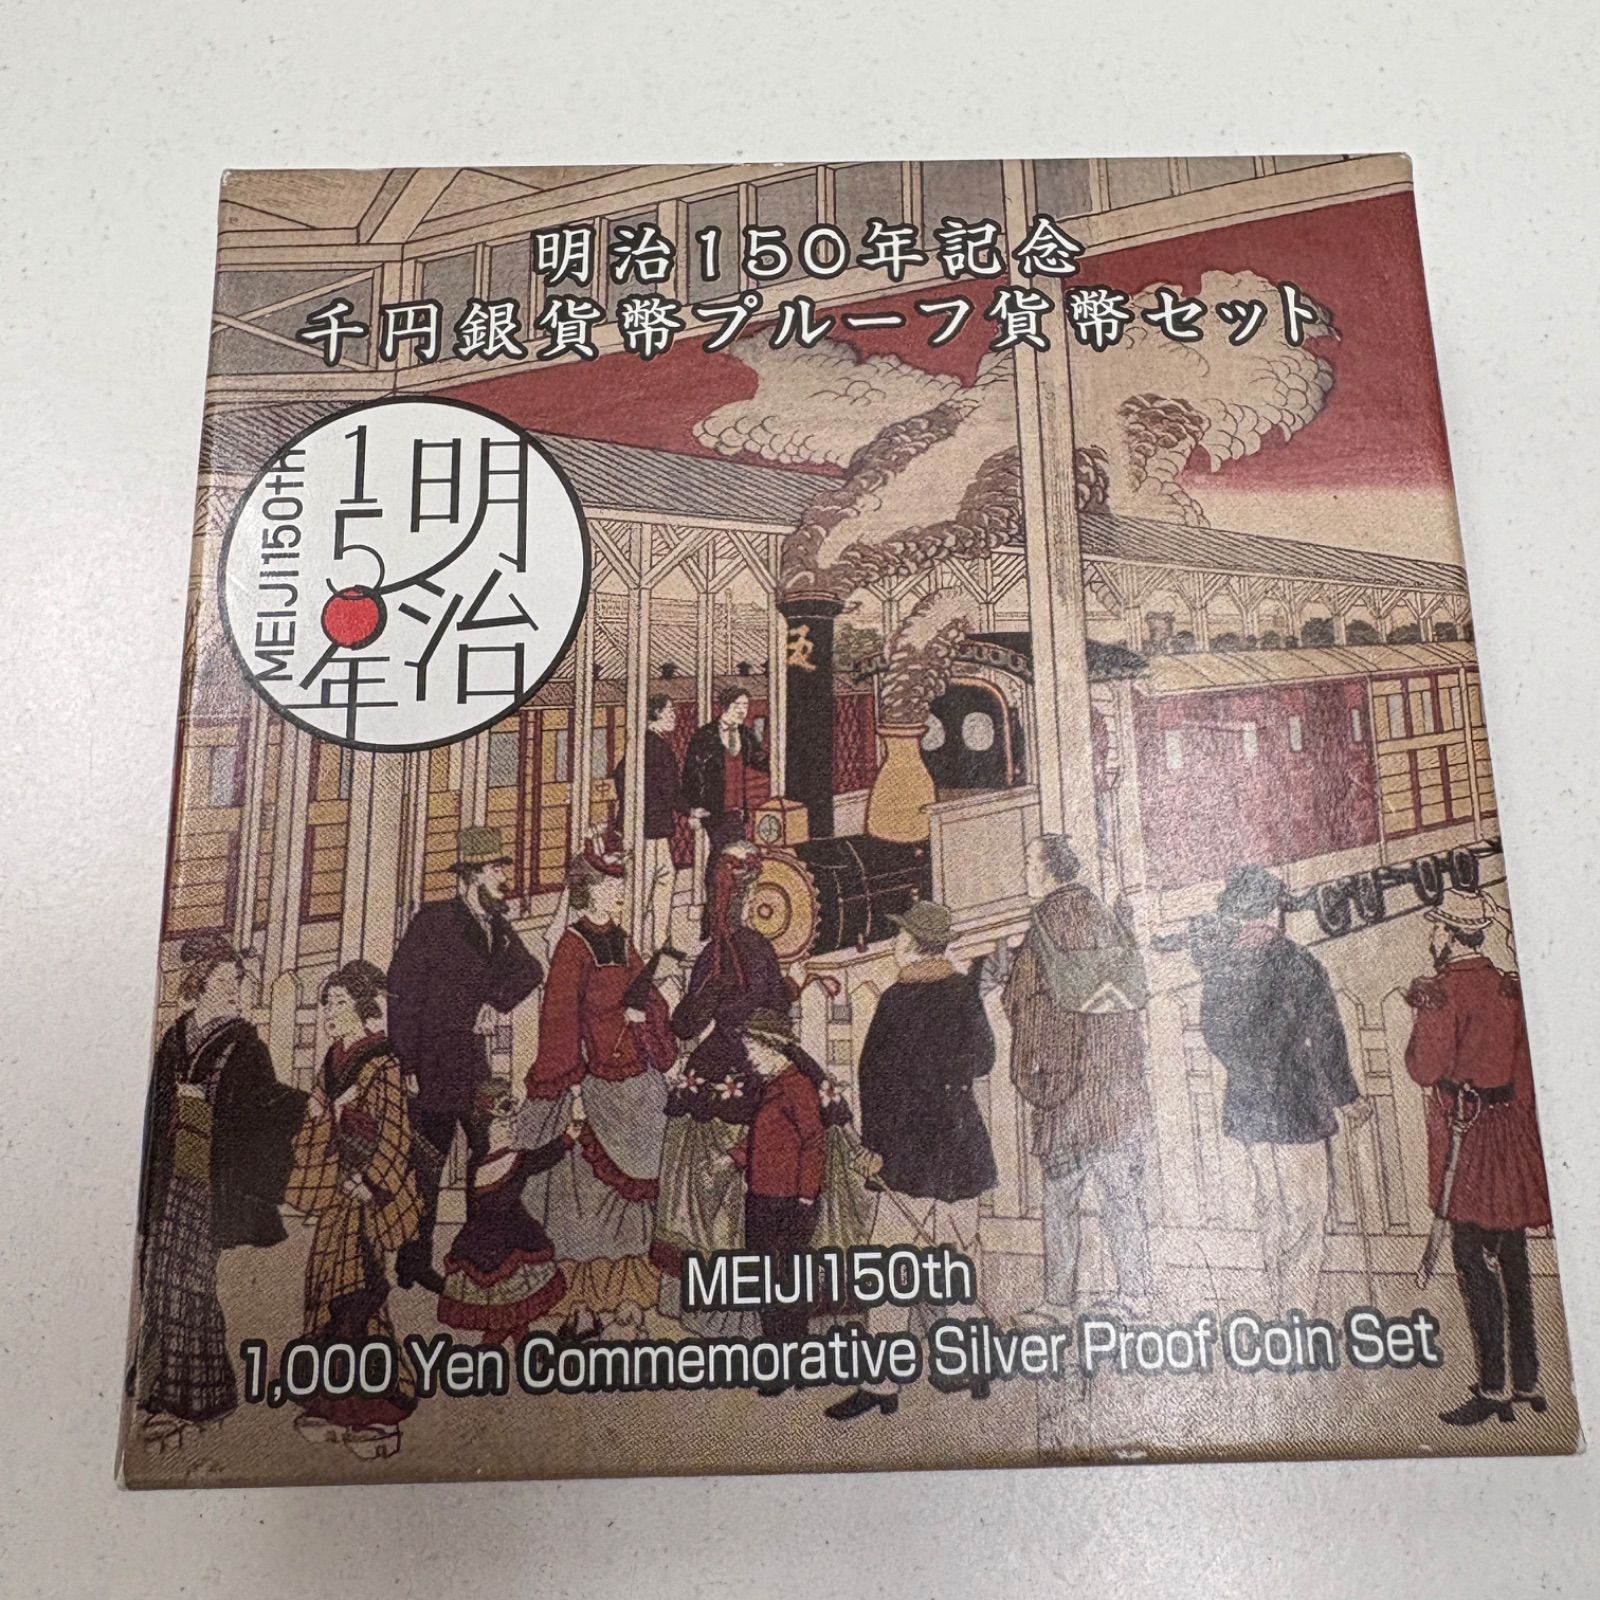 明治150年記念
千円銀貨幣プルーフ貨幣セット
明治
150年
MEIJI150th
五
MEIJI150th
1,000 Yen Commemorative Silver Proof Coin Set